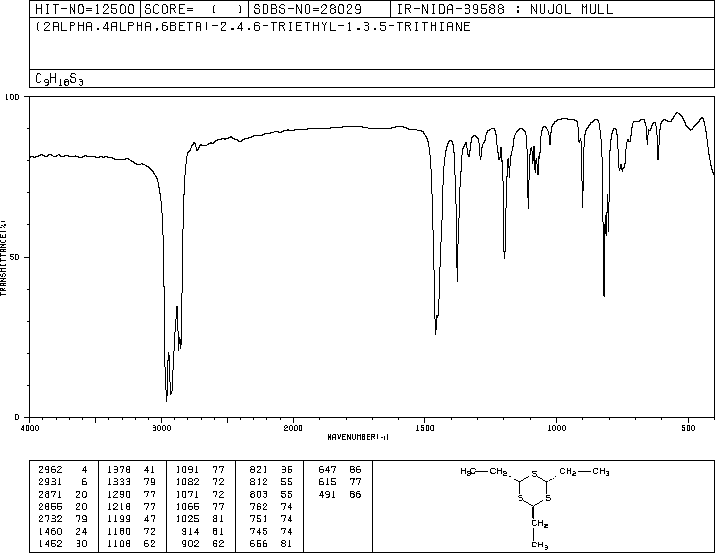 HIT-NO=12500 SCORE= ( ) SDBS-NO=28029 IR-NIDA-39588 : NUJOL MULL
(2ALPHA,4ALPHA,6BETA)-2,4,6-TRIETHYL-1,3,5-TRITHIANE
C9H18S3
100
50
0
TRANSMITTANCE(%)
4000 3000 2000 1500 1000 500
WAVENUMBER(-1)
2962 4 1378 41 1091 77 821 36 647 86
2931 6 1333 79 1082 72 812 55 615 77
2871 20 1290 77 1071 72 803 55 491 86
2855 20 1218 77 1065 77 762 74
2732 79 1199 47 1025 81 751 74
1460 24 1180 72 914 81 745 74
1452 30 1108 62 902 62 656 81
H3C CH2 S CH2 CH3
S S
CH2
CH3